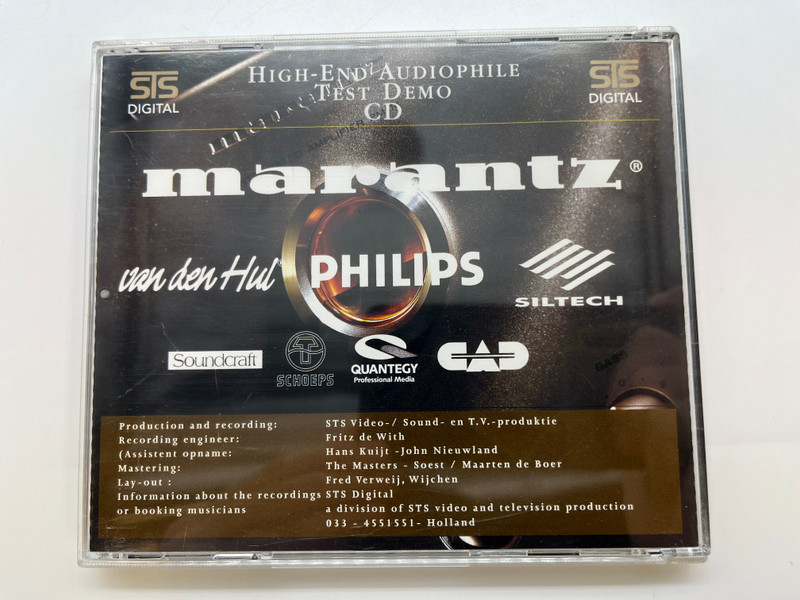 STS
DIGITAL
HIGH-END AUDIOPHILE
TEST DEMO
CD
STS
DIGITAL
AMPLIFIER
marantz®
van den Hul
PHILIPS
SILTECH
Soundcraft
SCHOEPS
QUANTEGY
Professional Media
CAD
BASS
Production and recording: STS Video-/ Sound- en T.V.-produktie
Recording engineer: Fritz de With
(Assistent opname: Hans Kuijt -John Nieuwland
Mastering: The Masters - Soest / Maarten de Boer
Lay-out : Fred Verweij, Wijchen
Information about the recordings STS Digital
or booking musicians a division of STS video and television production
033 - 4551551- Holland